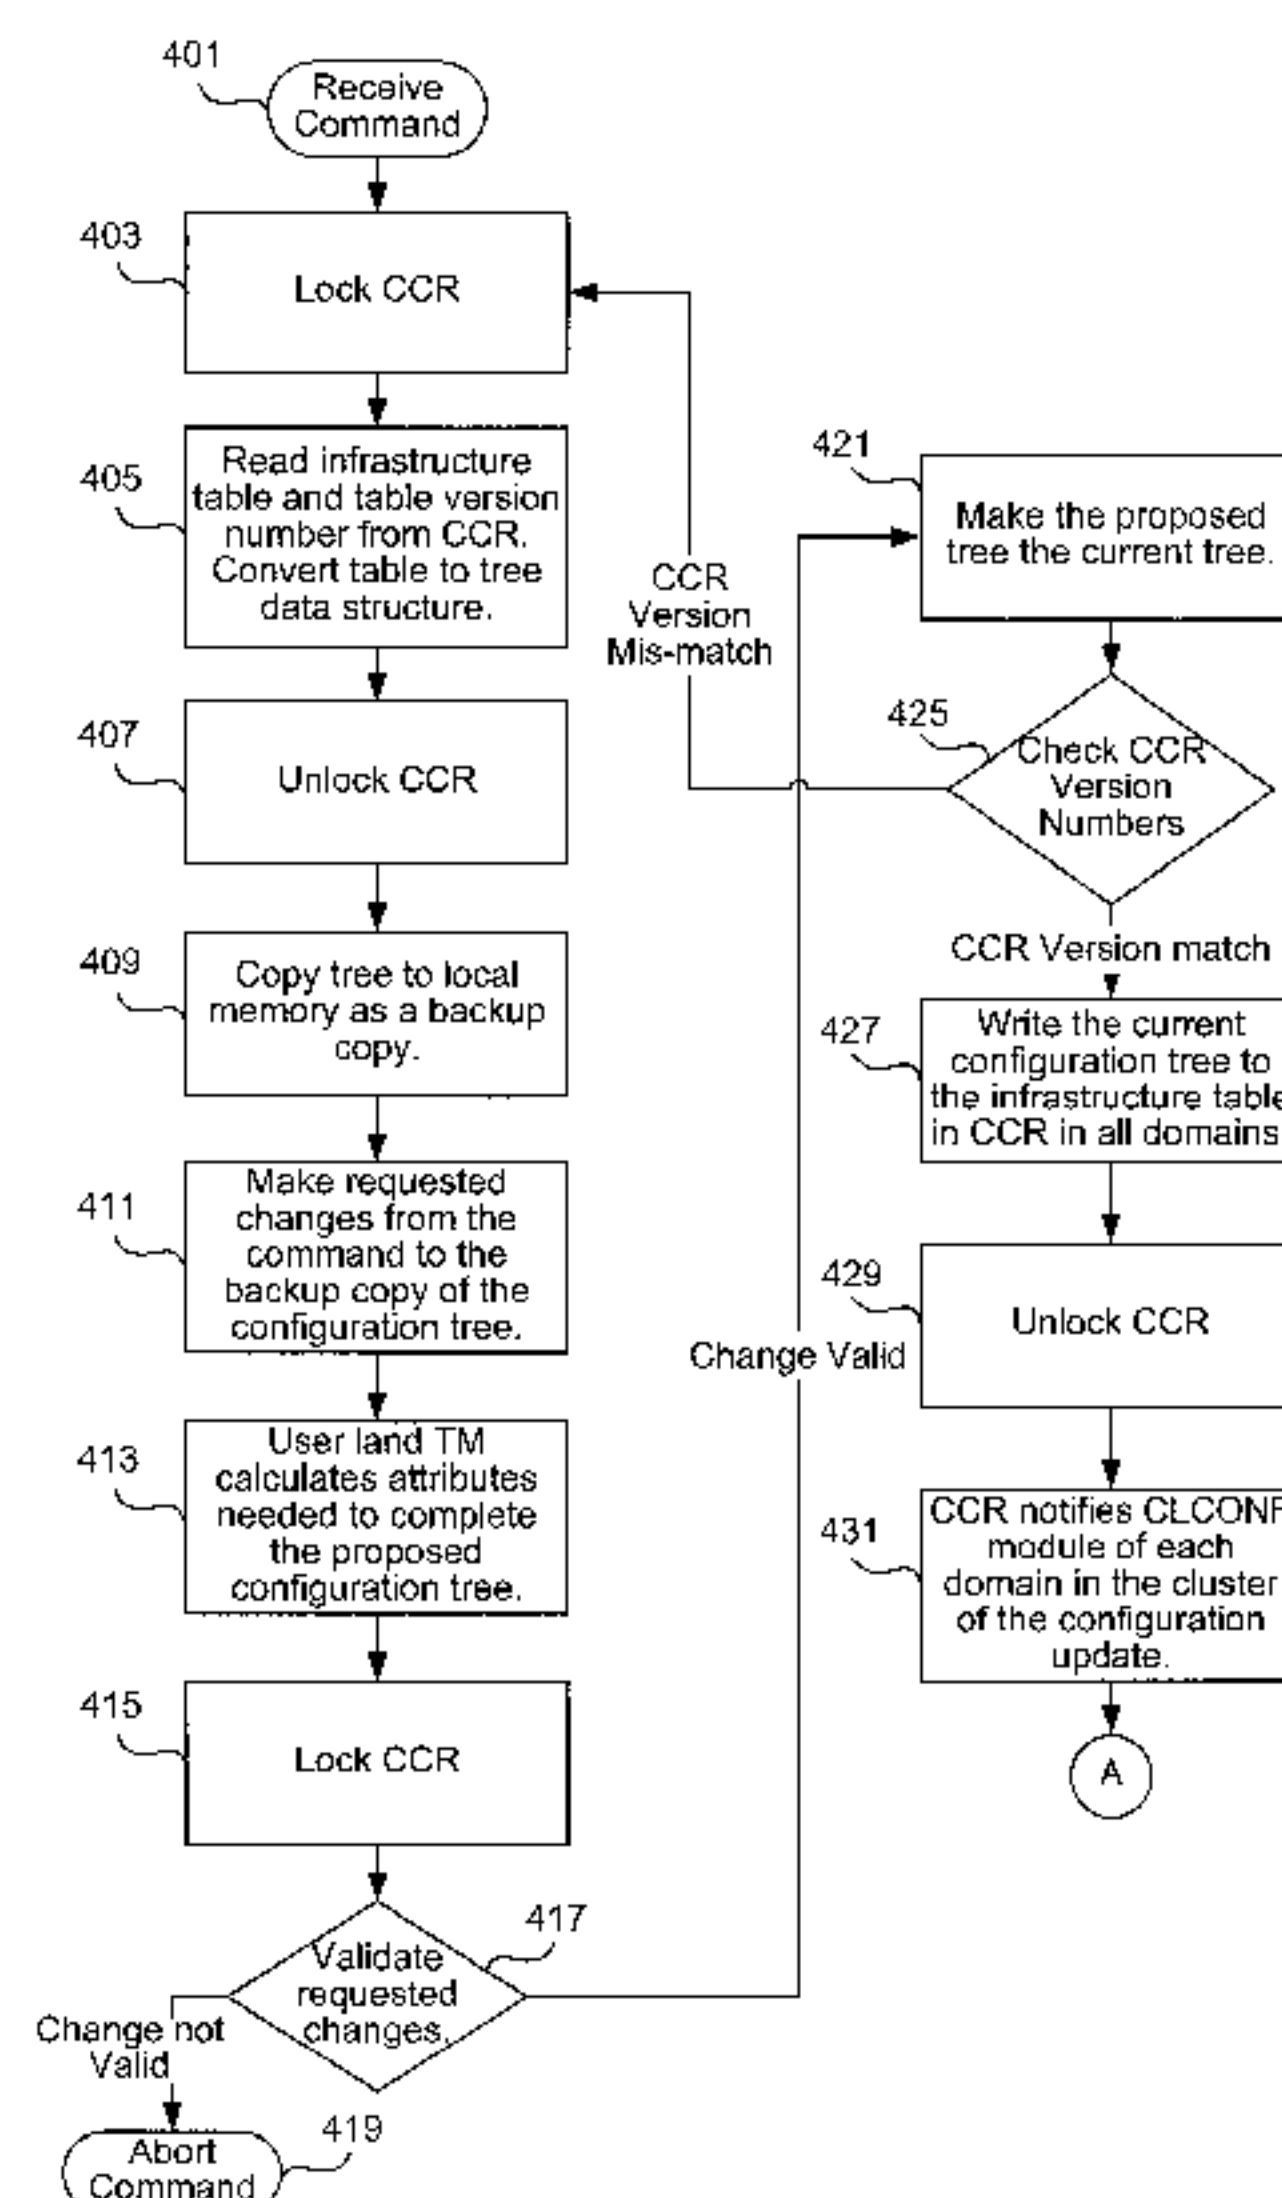 401
Receive
Command
403
Lock CCR
405
Read infrastructure
table and table version
number from CCR.
Convert table to tree
data structure.
407
Unlock CCR
409
Copy tree to local
memory as a backup
copy.
411
Make requested
changes from the
command to the
backup copy of the
configuration tree.
413
User land TM
calculates attributes
needed to complete
the proposed
configuration tree.
415
Lock CCR
417
Validate
requested
changes.
Change not
Valid
419
Abort
Command
Change Valid
CCR
Version
Mis-match
421
Make the proposed
tree the current tree.
425
Check CCR
Version
Numbers
CCR Version match
427
Write the current
configuration tree to
the infrastructure table
in CCR in all domains
429
Unlock CCR
431
CCR notifies CLCONF
module of each
domain in the cluster
of the configuration
update.
A